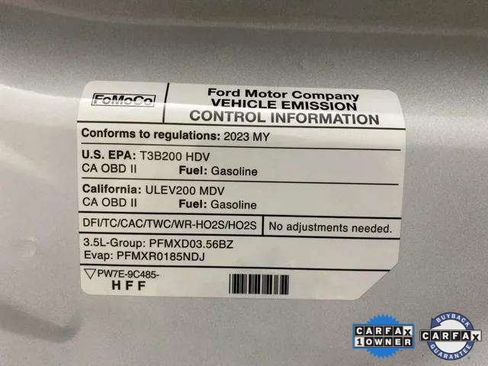 FoMoCo
Ford Motor Company
VEHICLE EMISSION
CONTROL INFORMATION
Conforms to regulations: 2023 MY
U.S. EPA: T3B200 HDV
CA OBD II Fuel: Gasoline
California: ULEV200 MDV
CA OBD II Fuel: Gasoline
DFI/TC/CAC/TWC/WR-HO2S/HO2S No adjustments needed.
3.5L-Group: PFMXD03.56BZ
Evap: PFMXR0185NDJ
PW7E-9C485-
HFF
CARFAX
1 OWNER
BUYBACK
CARFAX
GUARANTEE